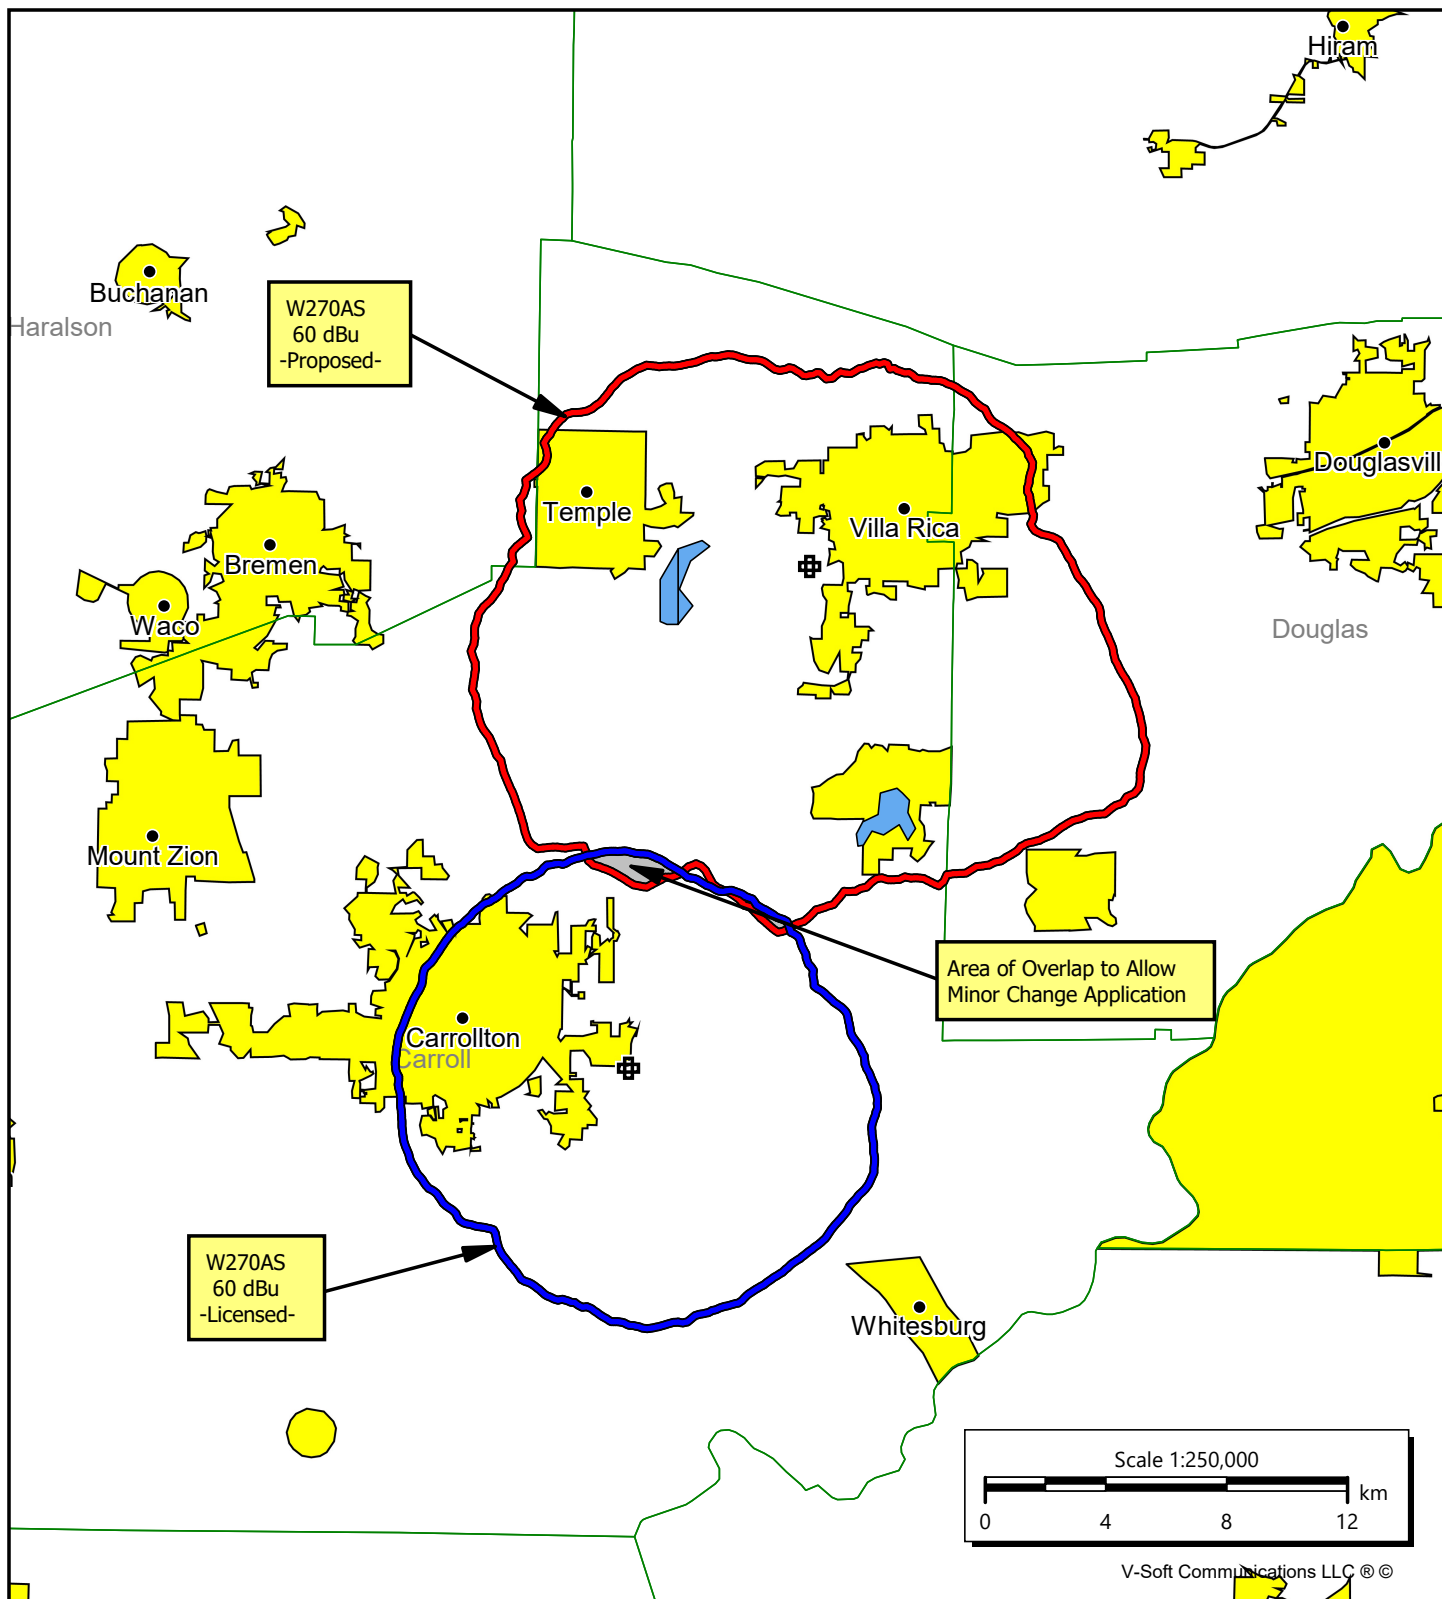 Hiram
Buchanan
Haralson
W270AS
60 dBu
-Proposed-
Douglasvill
Temple
Villa Rica
Bremen
Waco
Douglas
Mount Zion
Area of Overlap to Allow
Minor Change Application
Carrollton
Carroll
W270AS
60 dBu
-Licensed-
Whitesburg
Scale 1:250,000
km
0 4 8 12
V-Soft Communications LLC ® ©